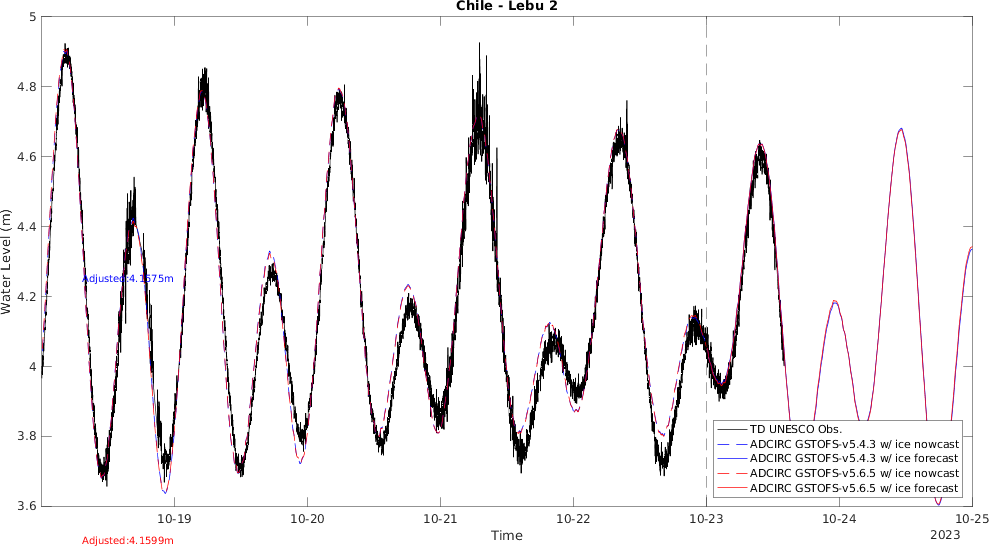 Chile - Lebu 2
5
4.8
4.6
4.4
4.2
4
3.8
3.6
Water Level (m)
Adjusted:4.1575m
TD UNESCO Obs.
ADCIRC GSTOFS-v5.4.3 w/ ice nowcast
ADCIRC GSTOFS-v5.4.3 w/ ice forecast
ADCIRC GSTOFS-v5.6.5 w/ ice nowcast
ADCIRC GSTOFS-v5.6.5 w/ ice forecast
10-19 10-20 10-21 10-22 10-23 10-24 10-25
Time
2023
Adjusted:4.1599m